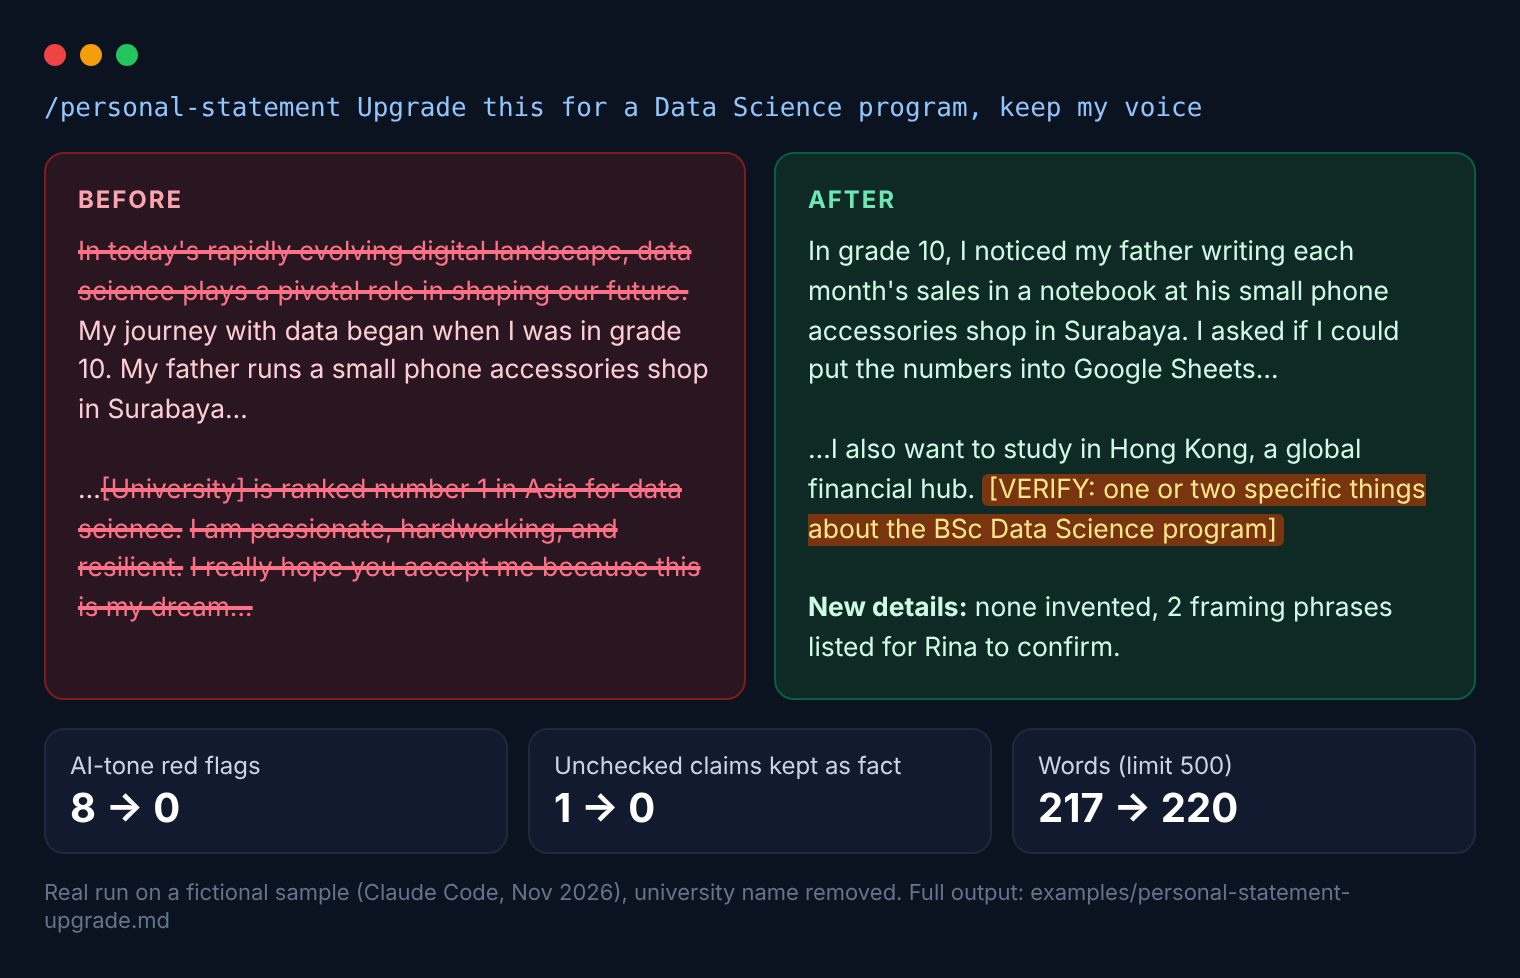 /personal-statement Upgrade this for a Data Science program, keep my voice
BEFORE
In today's rapidly evolving digital landscape, data
science plays a pivotal role in shaping our future.
My journey with data began when I was in grade
10. My father runs a small phone accessories shop
in Surabaya...
...[University] is ranked number 1 in Asia for data
science. I am passionate, hardworking, and
resilient. I really hope you accept me because this
is my dream...
AFTER
In grade 10, I noticed my father writing each
month's sales in a notebook at his small phone
accessories shop in Surabaya. I asked if I could
put the numbers into Google Sheets...
...I also want to study in Hong Kong, a global
financial hub. [VERIFY: one or two specific things
about the BSc Data Science program]
New details: none invented, 2 framing phrases
listed for Rina to confirm.
AI-tone red flags
8 → 0
Unchecked claims kept as fact
1 → 0
Words (limit 500)
217 → 220
Real run on a fictional sample (Claude Code, Nov 2026), university name removed. Full output: examples/personal-statement-
upgrade.md